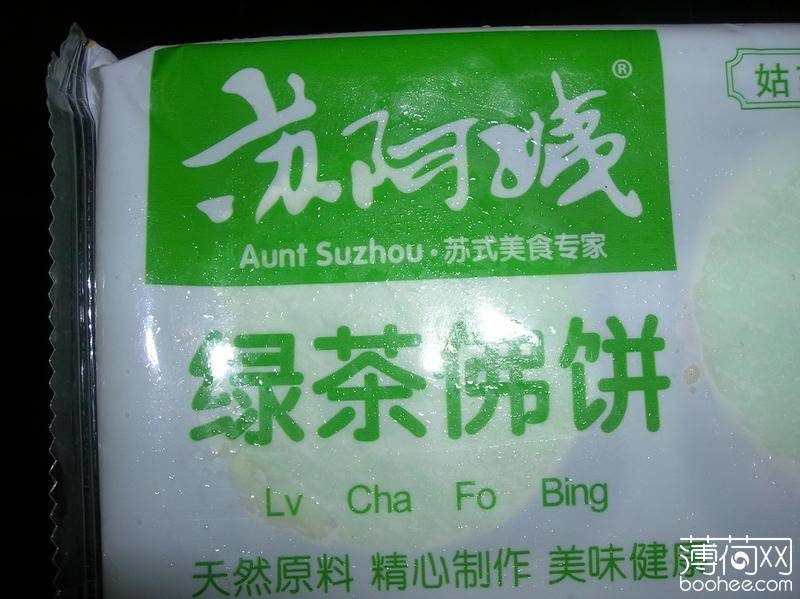 苏阿姨®
姑
Aunt Suzhou·苏式美食专家
绿茶佛饼
Lv Cha Fo Bing
天然原料 精心制作 美味健康
薄荷网
boohee.com